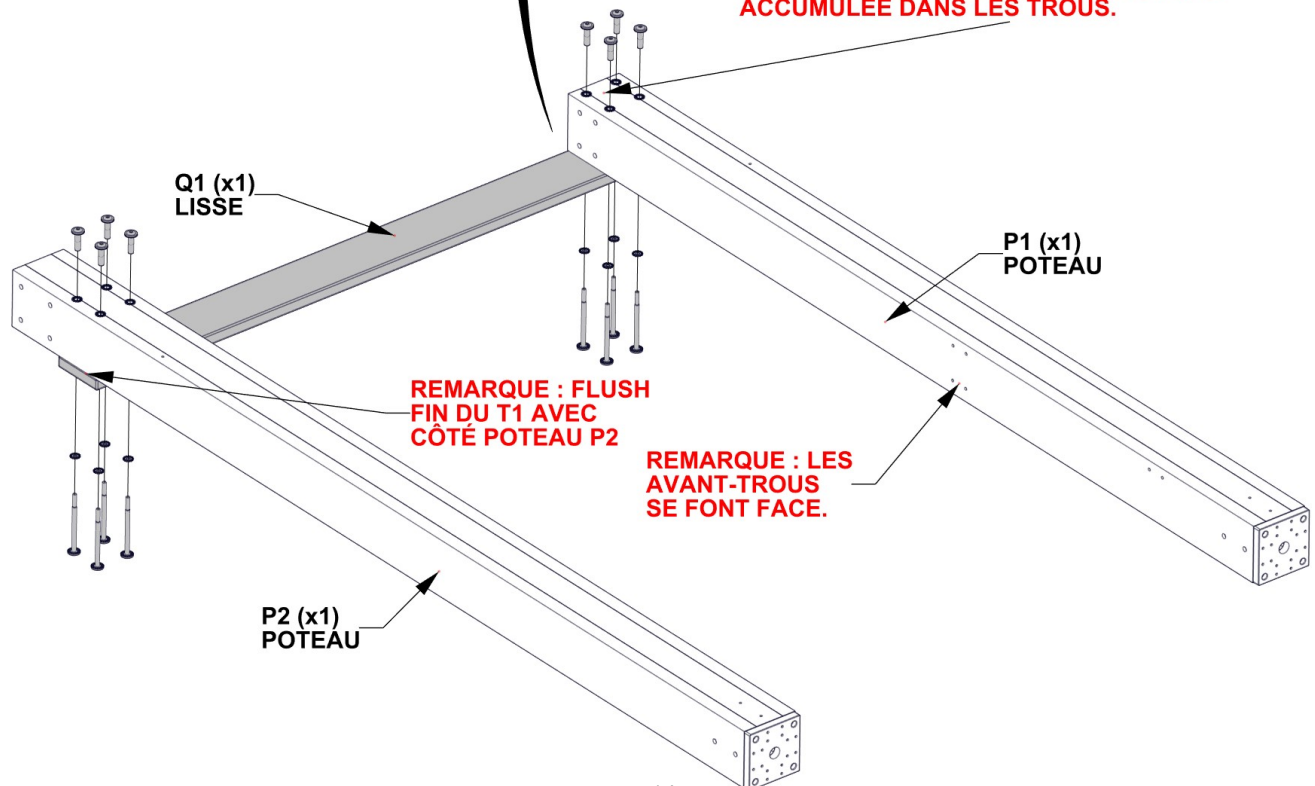 ACCUMULÉE DANS LES TROUS.
Q1 (x1)
LISSE
P1 (x1)
POTEAU
REMARQUE : FLUSH
FIN DU T1 AVEC
CÔTÉ POTEAU P2
REMARQUE : LES
AVANT-TROUS
SE FONT FACE.
P2 (x1)
POTEAU